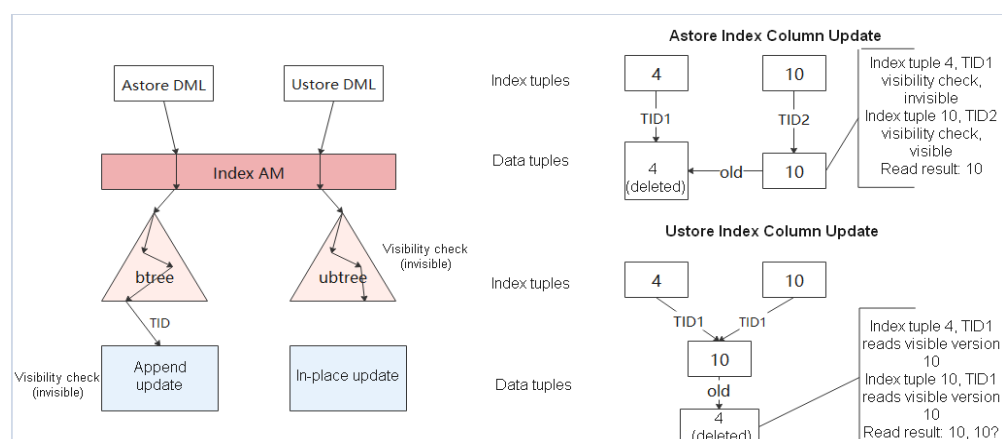 Astore DML
Ustore DML
Index AM
btree
ubtree
Visibility check
(invisible)
TID
Visibility check
(invisible)
Append
update
In-place update
Astore Index Column Update
Index tuples
4
10
TID1
TID2
Data tuples
4
(deleted)
old
10
Index tuple 4, TID1
visibility check,
invisible
Index tuple 10, TID2
visibility check,
visible
Read result: 10
Ustore Index Column Update
Index tuples
4
10
TID1
TID1
10
old
Data tuples
4
(deleted)
Index tuple 4, TID1
reads visible version
10
Index tuple 10, TID1
reads visible version
10
Read result: 10, 10?